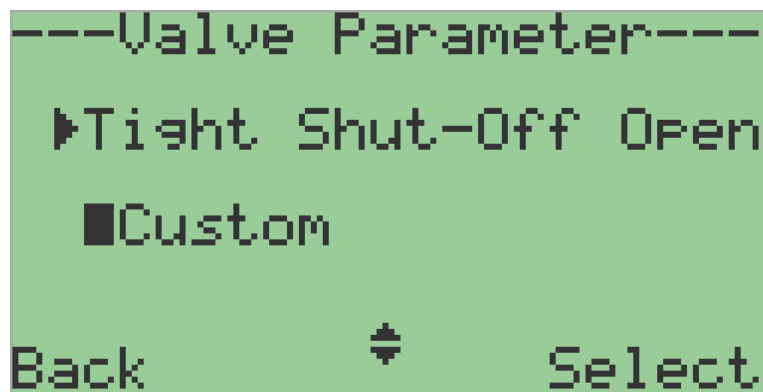 ---Valve Parameter---
Tight Shut-Off Open
Custom
Back Select